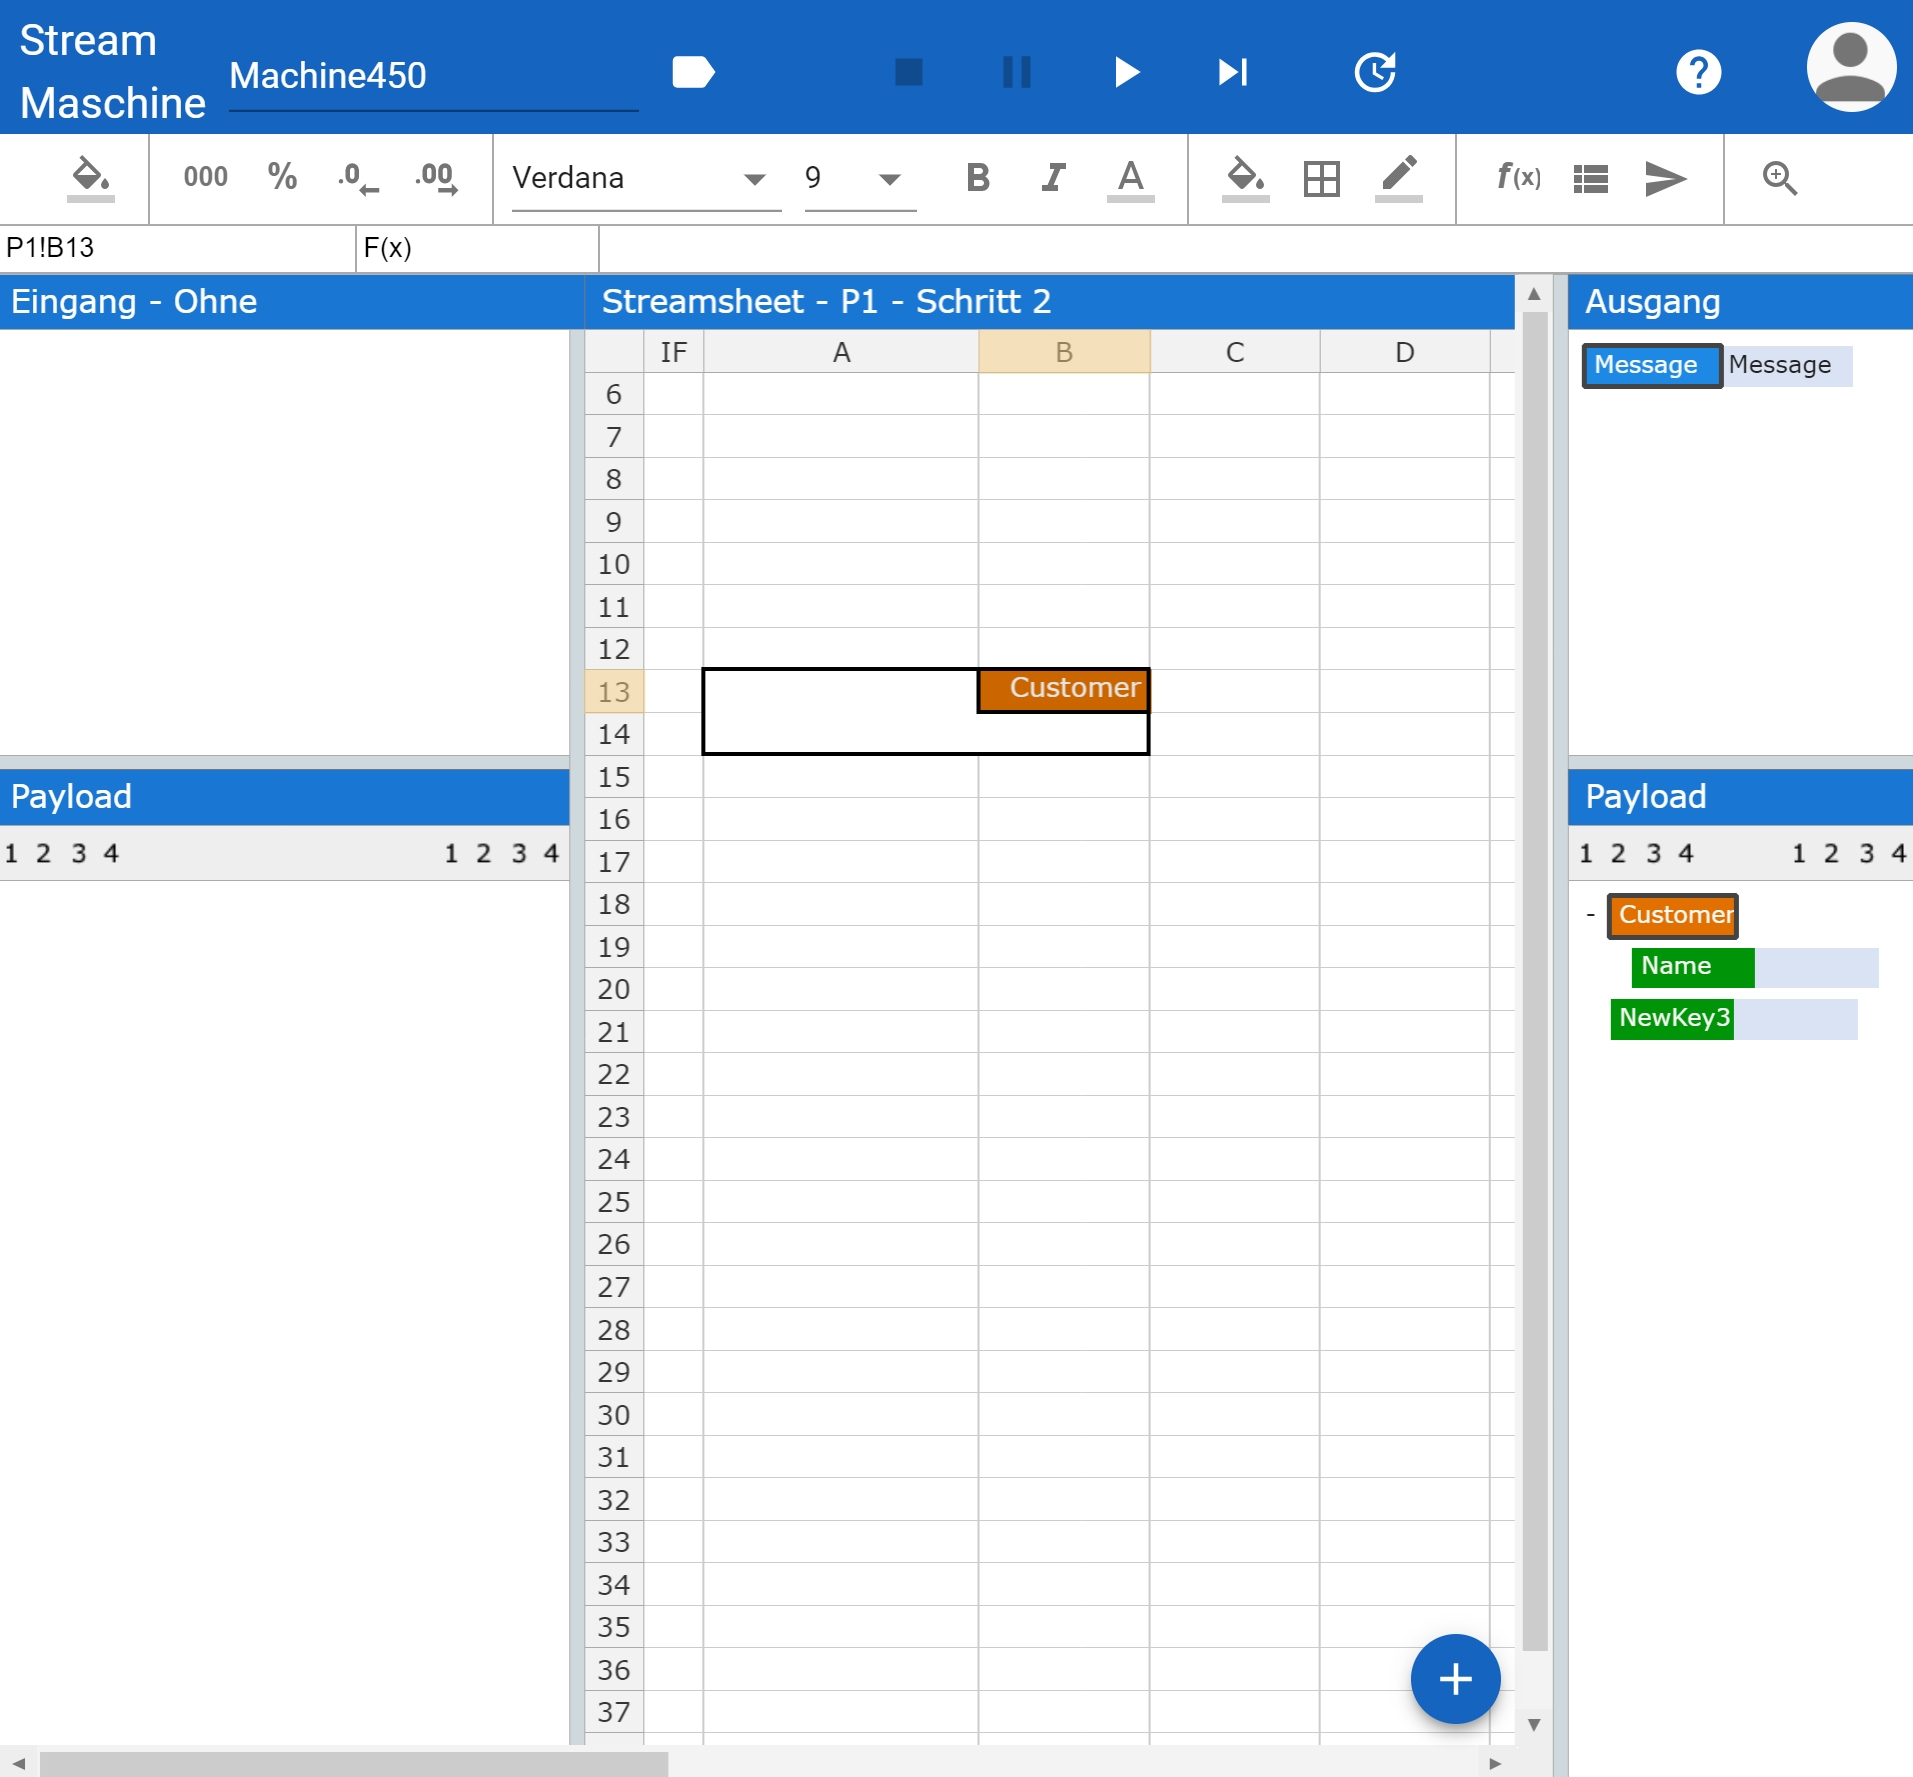 Stream
Maschine
Machine450
000 % .0 .00 Verdana 9 B I A f(x)
P1!B13 F(x)
Eingang - Ohne
Streamsheet - P1 - Schritt 2
Ausgang
IF A B C D
Message Message
6
7
8
9
10
11
12
13 Customer
14
15
16
17
18
19
20
21
22
23
24
25
26
27
28
29
30
31
32
33
34
35
36
37
Payload
1 2 3 4 1 2 3 4
Payload
1 2 3 4 1 2 3 4
- Customer
Name
NewKey3